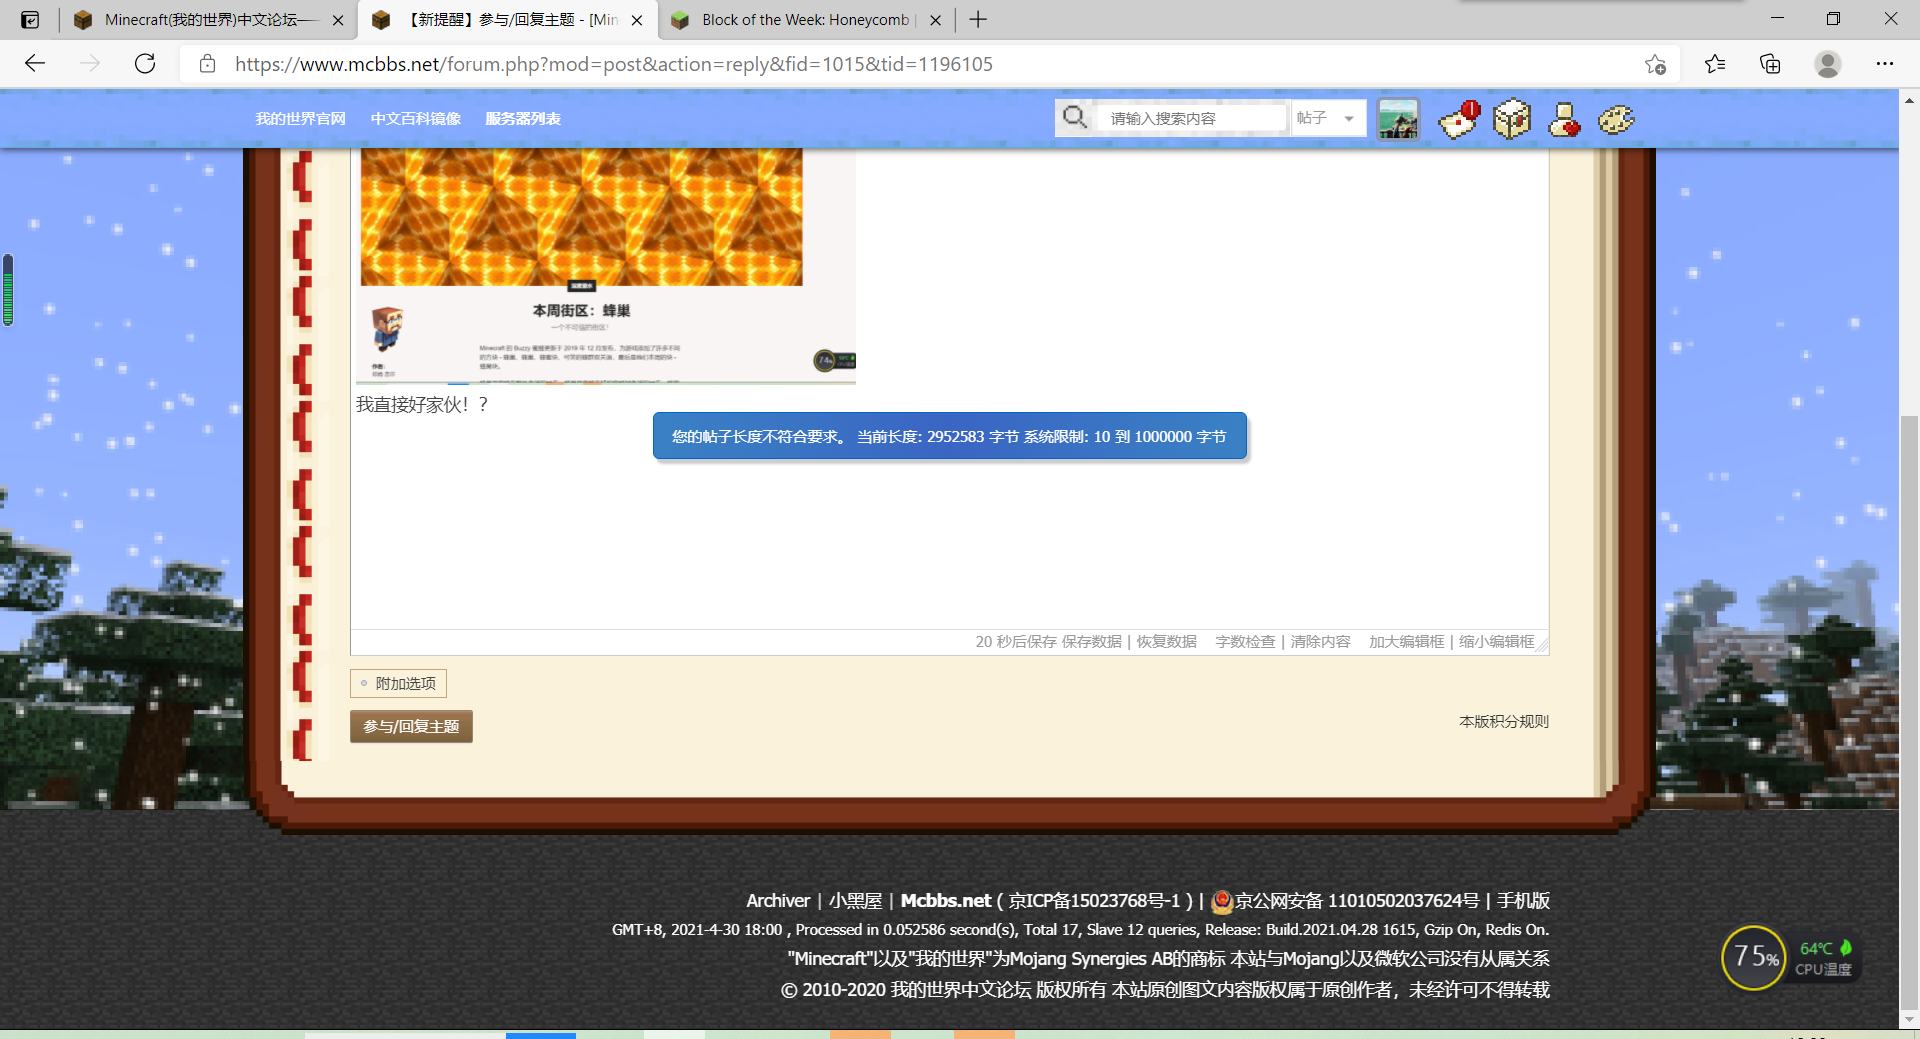 Minecraft(我的世界)中文论坛——
【新提醒】参与/回复主题 - [Min
Block of the Week: Honeycomb |
https://www.mcbbs.net/forum.php?mod=post&action=reply&fid=1015&tid=1196105
我的世界官网 中文百科镜像 服务器列表
请输入搜索内容 帖子
本周街区：蜂巢
一个不可信的街区！
我直接好家伙！？
您的帖子长度不符合要求。 当前长度: 2952583 字节 系统限制: 10 到 1000000 字节
20 秒后保存 保存数据 | 恢复数据 字数检查 | 清除内容 加大编辑框 | 缩小编辑框
附加选项
参与/回复主题
本版积分规则
Archiver | 小黑屋 | Mcbbs.net ( 京ICP备15023768号-1 ) | 京公网安备 11010502037624号 | 手机版
GMT+8, 2021-4-30 18:00 , Processed in 0.052586 second(s), Total 17, Slave 12 queries, Release: Build.2021.04.28 1615, Gzip On, Redis On.
"Minecraft"以及"我的世界"为Mojang Synergies AB的商标 本站与Mojang以及微软公司没有从属关系
© 2010-2020 我的世界中文论坛 版权所有 本站原创图文内容版权属于原创作者，未经许可不得转载
75%
64℃
CPU温度